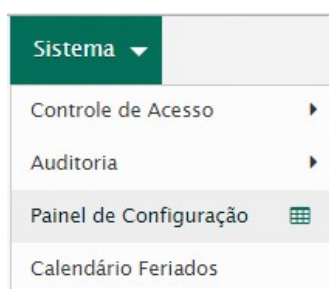 Sistema
Controle de Acesso
Auditoria
Painel de Configuração
Calendário Feriados